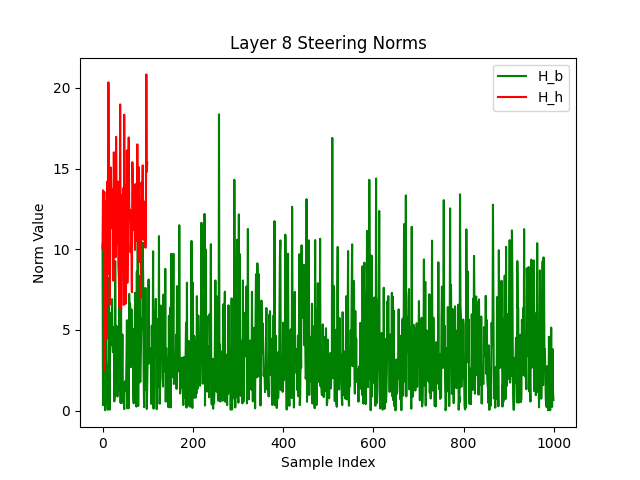 Layer 8 Steering Norms
H_b
H_h
20
15
10
5
0
Norm Value
0 200 400 600 800 1000
Sample Index